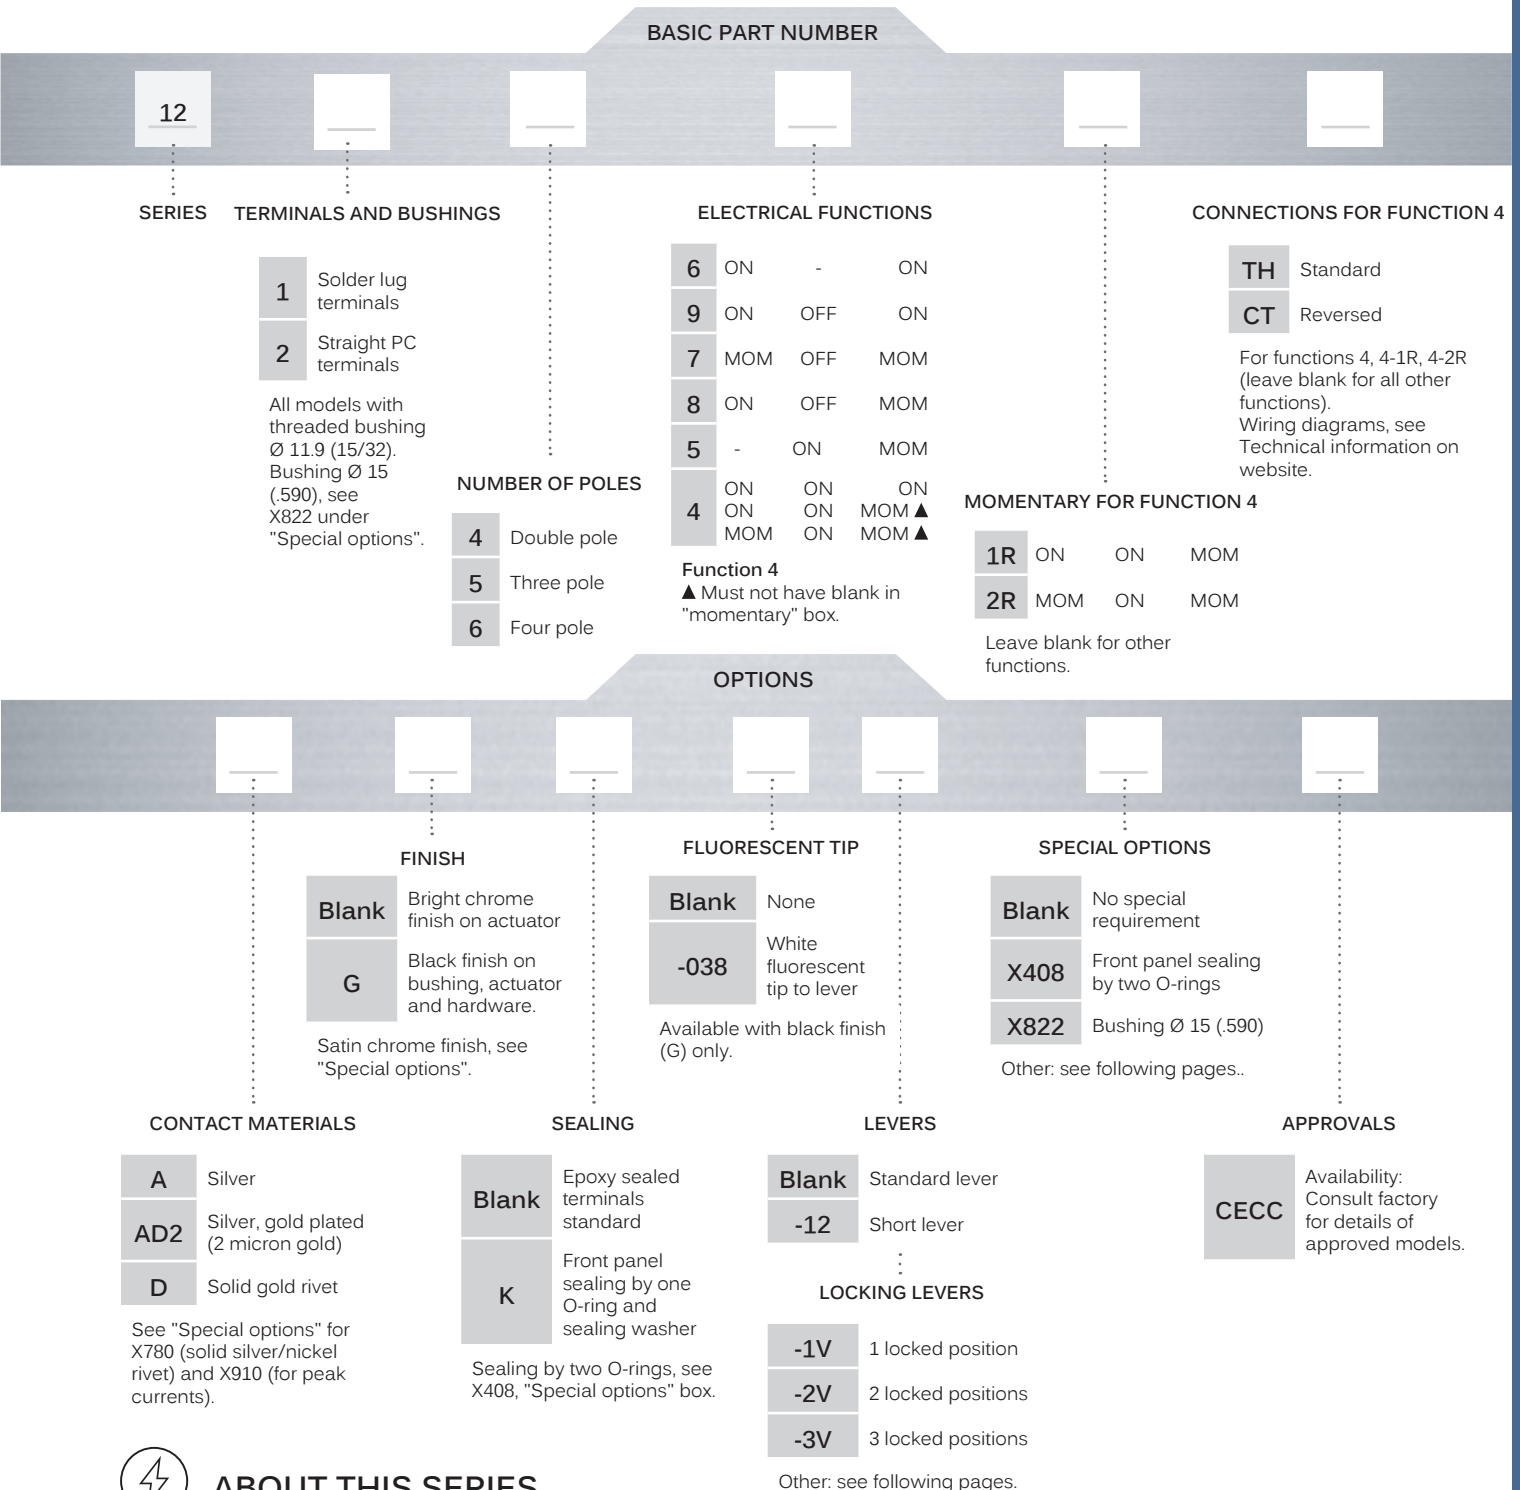 BASIC PART NUMBER
12
SERIES
TERMINALS AND BUSHINGS
1 Solder lug
terminals
2 Straight PC
terminals
All models with
threaded bushing
Ø 11.9 (15/32).
Bushing Ø 15
(.590), see
X822 under
"Special options".
NUMBER OF POLES
4 Double pole
5 Three pole
6 Four pole
ELECTRICAL FUNCTIONS
6 ON - ON
9 ON OFF ON
7 MOM OFF MOM
8 ON OFF MOM
5 - ON MOM
4
ON ON ON
ON ON MOM ▲
MOM ON MOM ▲
Function 4
▲ Must not have blank in
"momentary" box.
MOMENTARY FOR FUNCTION 4
1R ON ON MOM
2R MOM ON MOM
Leave blank for other
functions.
CONNECTIONS FOR FUNCTION 4
TH Standard
CT Reversed
For functions 4, 4-1R, 4-2R
(leave blank for all other
functions).
Wiring diagrams, see
Technical information on
website.
OPTIONS
FINISH
Blank Bright chrome
finish on actuator
G Black finish on
bushing, actuator
and hardware.
Satin chrome finish, see
"Special options".
FLUORESCENT TIP
Blank None
-038 White
fluorescent
tip to lever
Available with black finish
(G) only.
SPECIAL OPTIONS
Blank No special
requirement
X408 Front panel sealing
by two O-rings
X822 Bushing Ø 15 (.590)
Other: see following pages..
CONTACT MATERIALS
A Silver
AD2 Silver, gold plated
(2 micron gold)
D Solid gold rivet
See "Special options" for
X780 (solid silver/nickel
rivet) and X910 (for peak
currents).
SEALING
Blank Epoxy sealed
terminals
standard
K Front panel
sealing by one
O-ring and
sealing washer
Sealing by two O-rings, see
X408, "Special options" box.
LEVERS
Blank Standard lever
-12 Short lever
LOCKING LEVERS
-1V 1 locked position
-2V 2 locked positions
-3V 3 locked positions
Other: see following pages.
APPROVALS
CECC Availability:
Consult factory
for details of
approved models.
ABOUT THIS SERIES